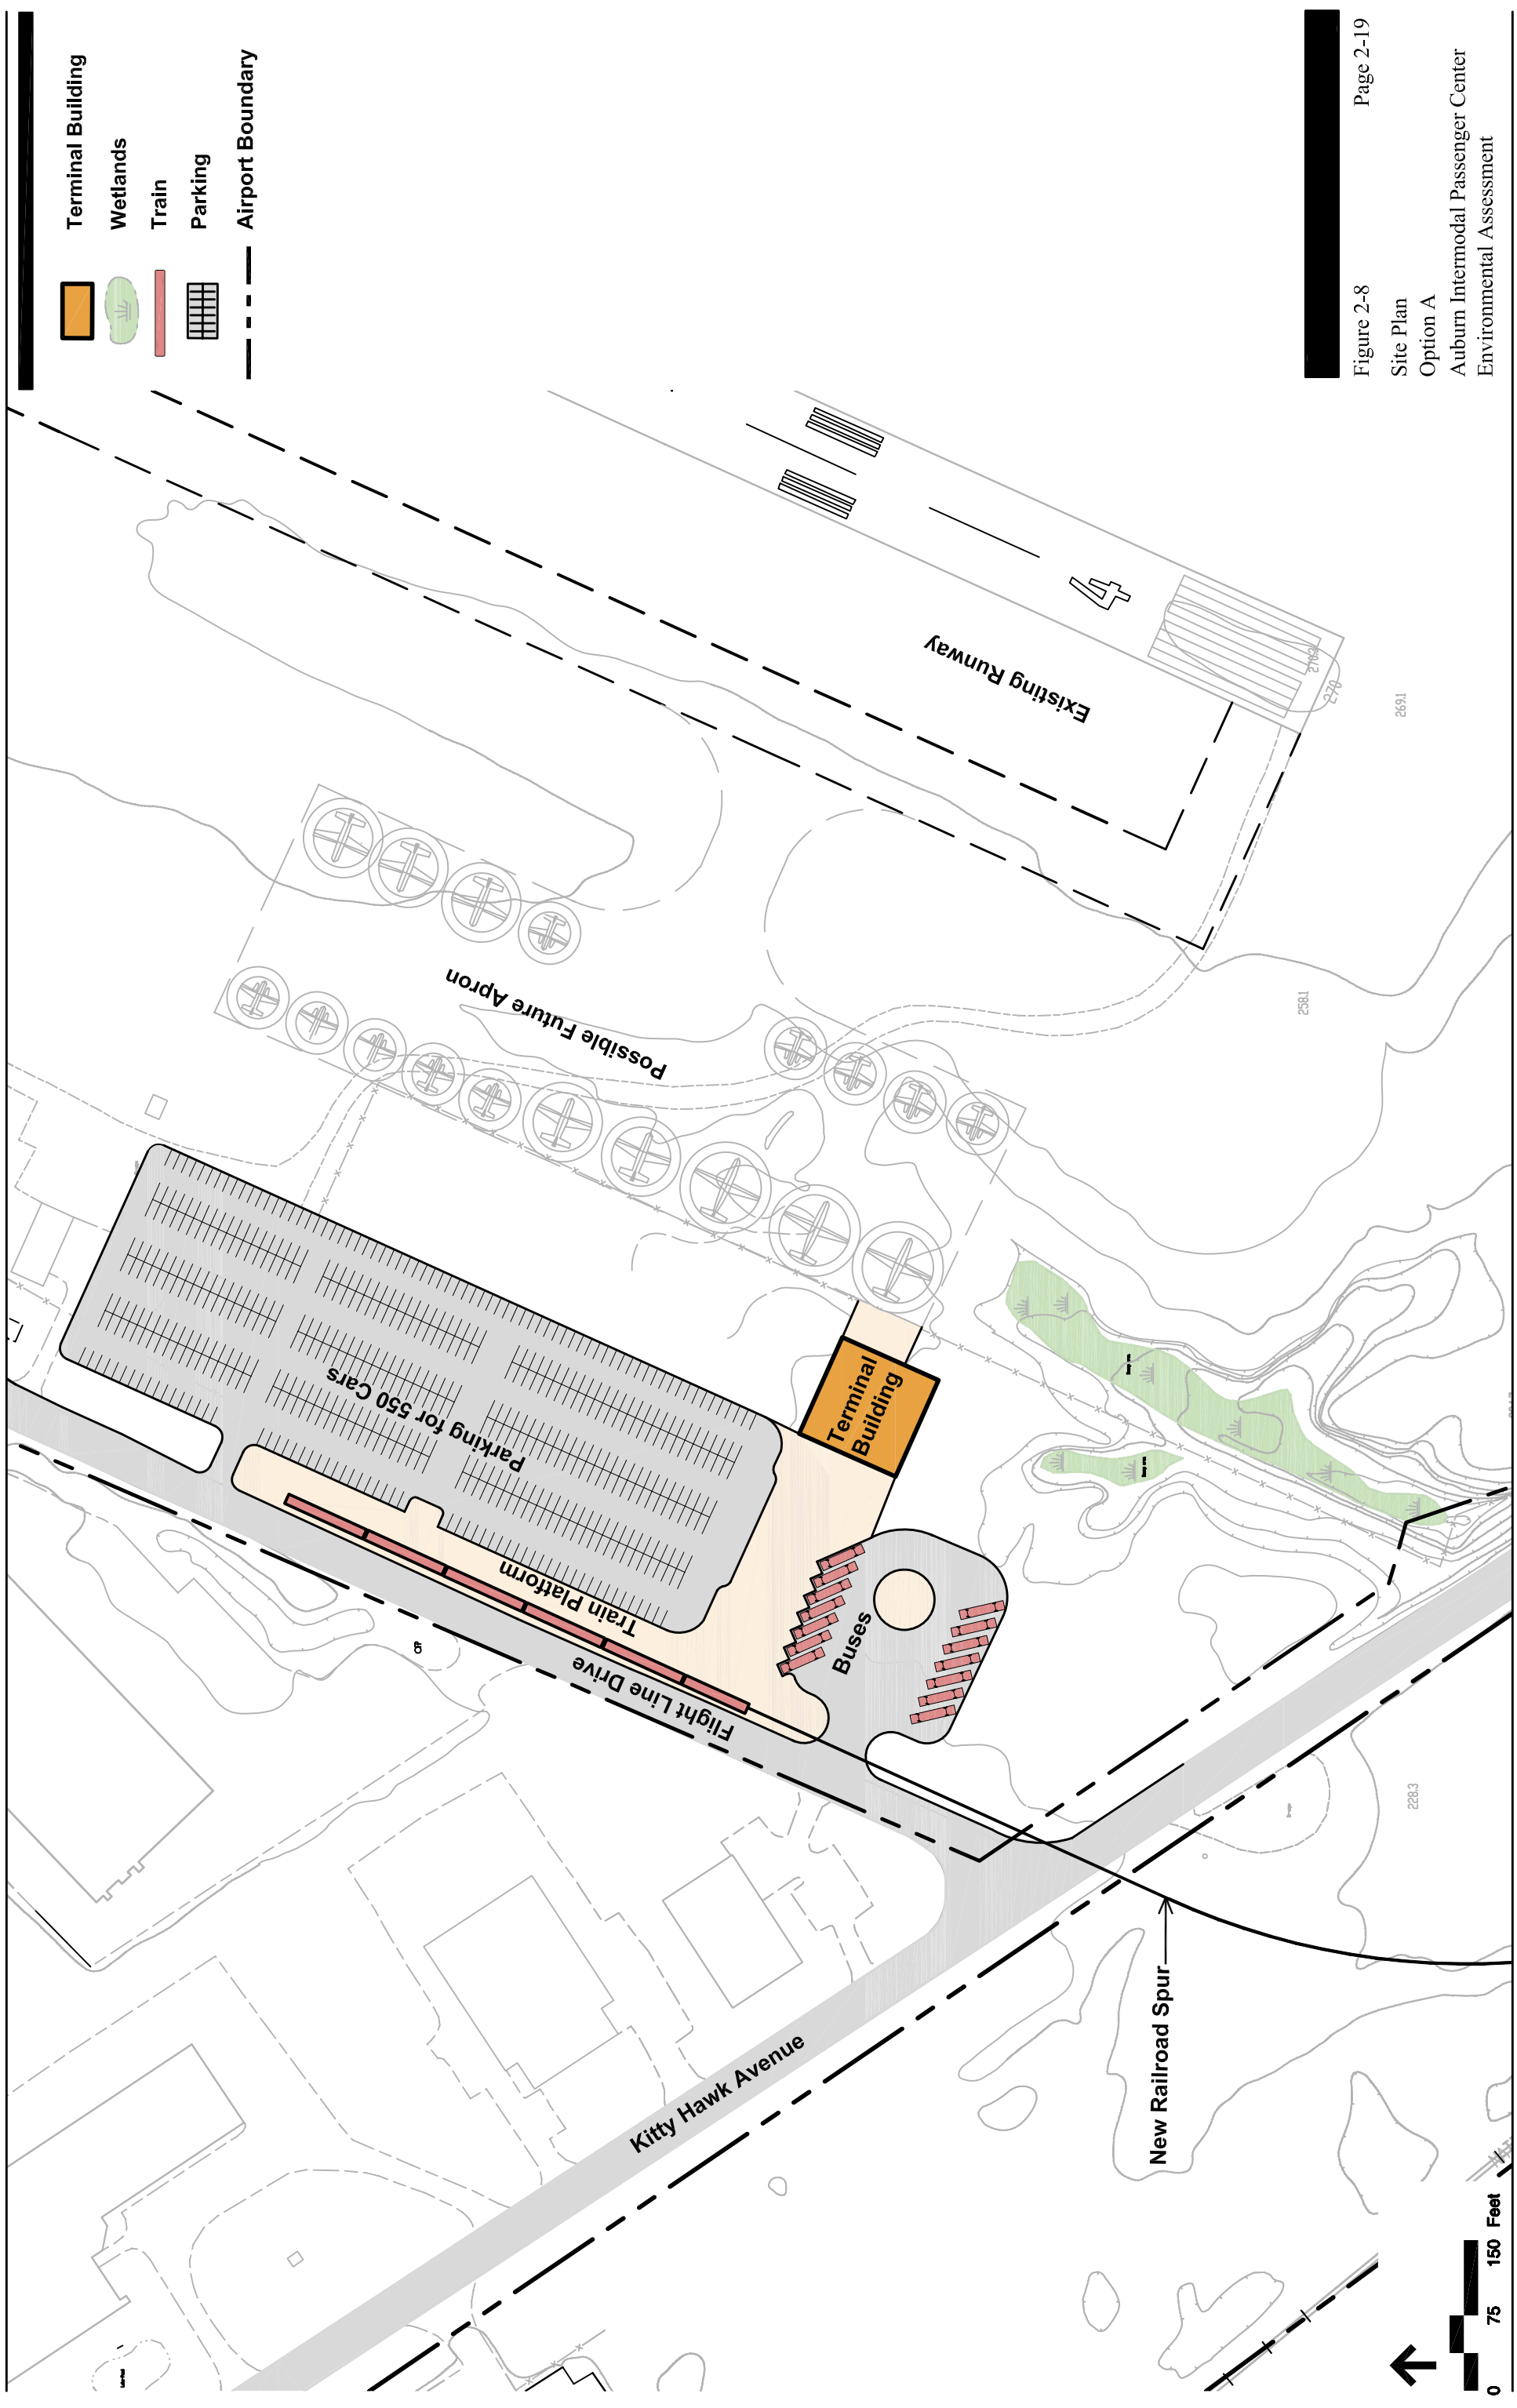 Terminal Building
Wetlands
Train
Parking
Airport Boundary
Figure 2-8
Page 2-19
Site Plan
Option A
Auburn Intermodal Passenger Center
Environmental Assessment
4
Existing Runway
270
269.1
258.1
Possible Future Apron
Parking for 550 Cars
Terminal
Building
Train Platform
Flight Line Drive
Buses
Kitty Hawk Avenue
New Railroad Spur
228.3
0
75
150
Feet